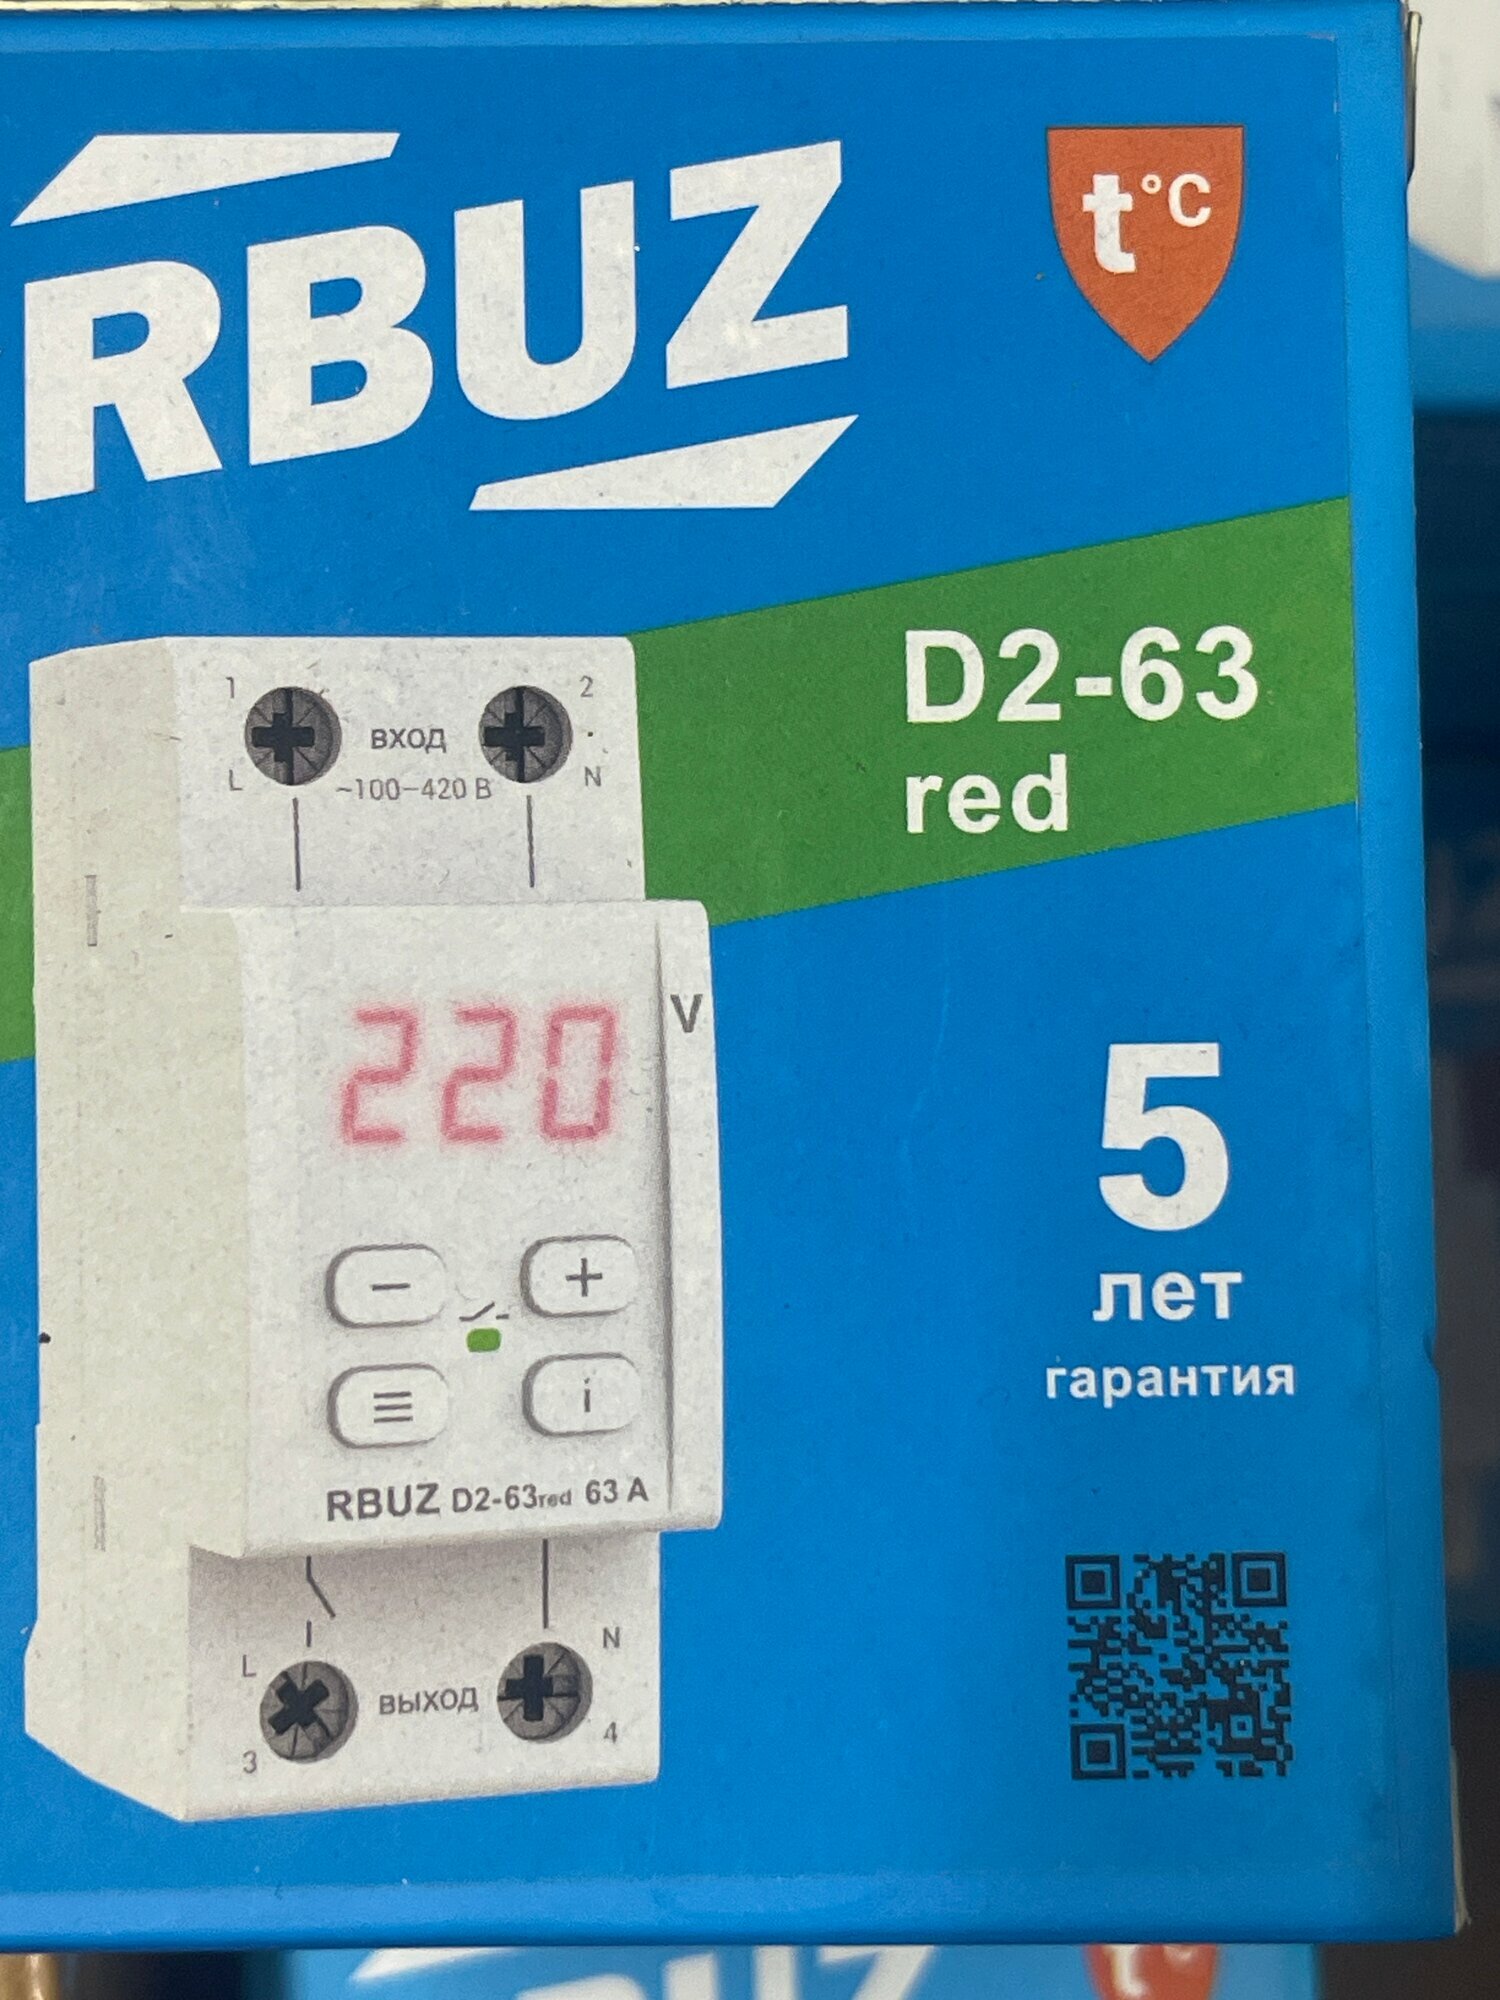 RBUZ
t°C
D2-63
red
1
2
ВХОД
L
~100–420 В
N
220
V
5
лет
гарантия
−
+
≡
i
RBUZ D2-63red 63 A
L
N
ВЫХОД
3
4
RBUZ
t°C